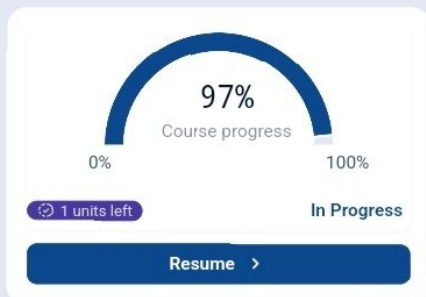 97%
Course progress
0% 100%
1 units left In Progress
Resume